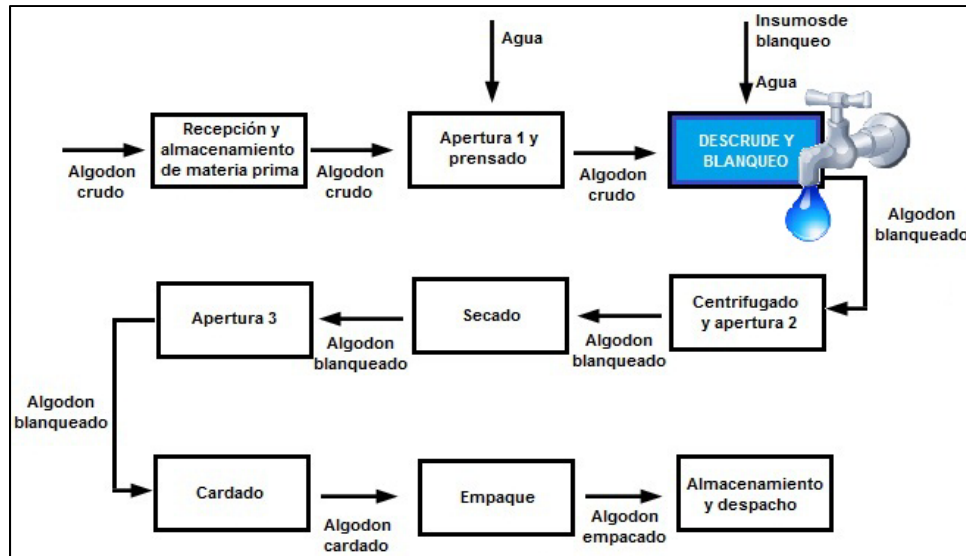 Agua
Insumosde
blanqueo
Agua
Recepción y
almacenamiento
de materia prima
Apertura 1 y
prensado
DESCRUDE Y
BLANQUEO
Algodon
crudo
Algodon
crudo
Algodon
crudo
Algodon
blanqueado
Apertura 3
Secado
Centrifugado
y apertura 2
Algodon
blanqueado
Algodon
blanqueado
Algodon
blanqueado
Cardado
Empaque
Almacenamiento
y despacho
Algodon
cardado
Algodon
empacado